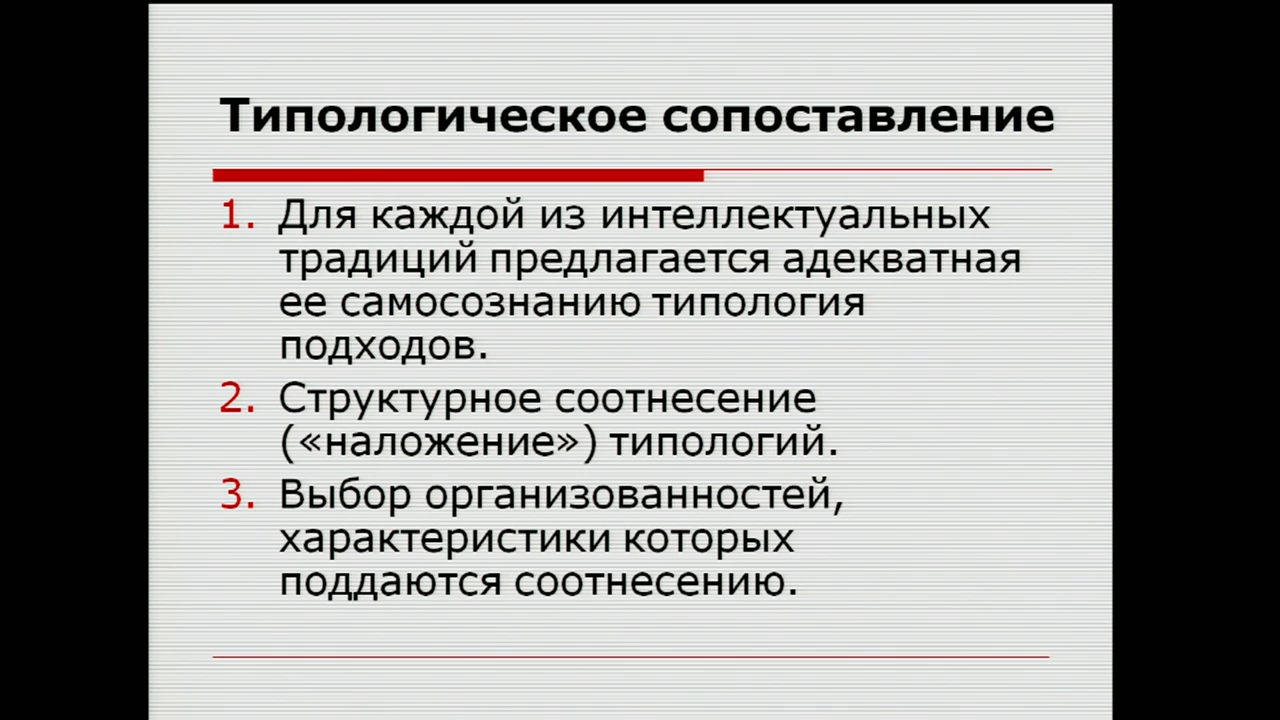 Типологическое сопоставление
1. Для каждой из интеллектуальных
традиций предлагается адекватная
ее самосознанию типология
подходов.
2. Структурное соотнесение
(«наложение») типологий.
3. Выбор организованностей,
характеристики которых
поддаются соотнесению.